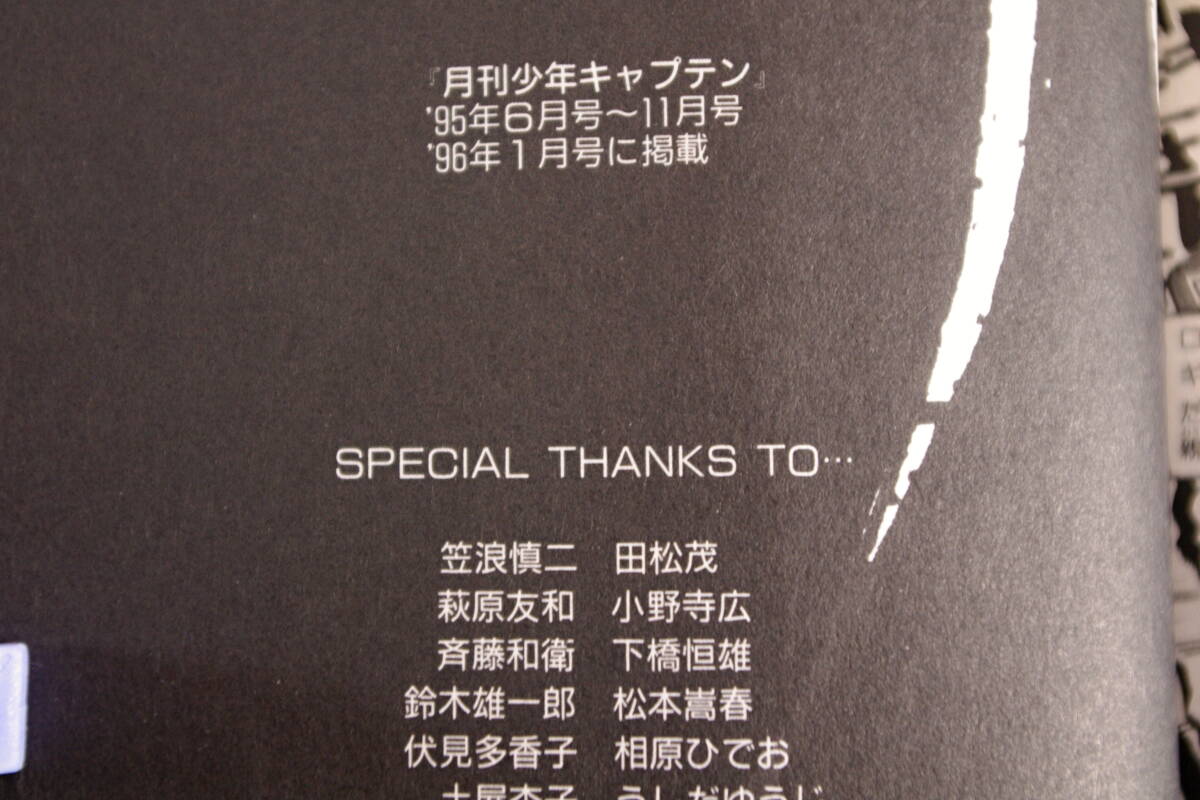 『月刊少年キャプテン』
'95年6月号～11月号
'96年1月号に掲載
SPECIAL THANKS TO…
笠浪慎二 田松茂
萩原友和 小野寺広
斉藤和衛 下橋恒雄
鈴木雄一郎 松本嵩春
伏見多香子 相原ひでお